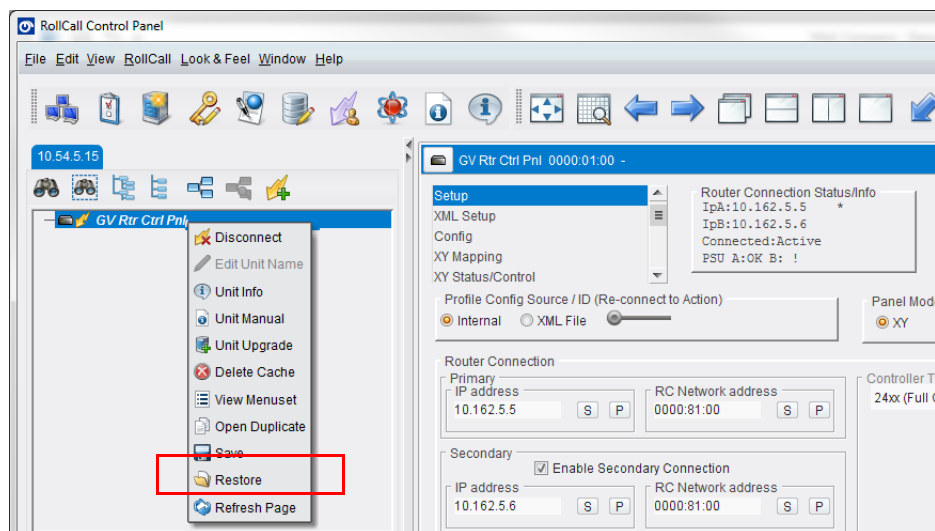 RollCall Control Panel
File Edit View RollCall Look & Feel Window Help
10.54.5.15
GV Rtr Ctrl Pnl
Disconnect
Edit Unit Name
Unit Info
Unit Manual
Unit Upgrade
Delete Cache
View Menuset
Open Duplicate
Save
Restore
Refresh Page
GV Rtr Ctrl Pnl 0000:01:00 -
Setup
XML Setup
Config
XY Mapping
XY Status/Control
Router Connection Status/Info
IpA:10.162.5.5 *
IpB:10.162.5.6
Connected:Active
PSU A:OK B: !
Profile Config Source / ID (Re-connect to Action)
Internal XML File
Panel Mod
XY
Router Connection
Primary
IP address RC Network address
10.162.5.5 S P 0000:81:00 S P
Controller T
24xx (Full
Secondary
Enable Secondary Connection
IP address RC Network address
10.162.5.6 S P 0000:81:00 S P